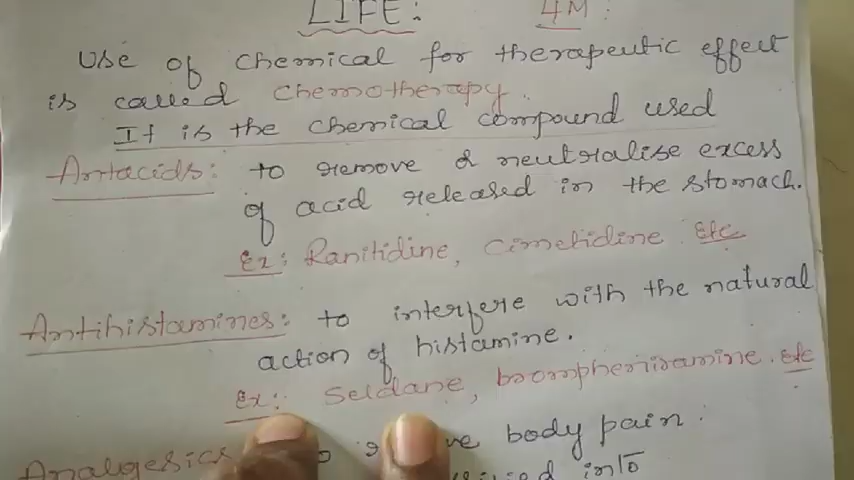 LIFE: 4M:
Use of chemical for therapeutic effect
is called chemotherapy.
It is the chemical compound used
Antacids: to remove & neutralise excess
of acid released in the stomach.
Ex: Ranitidine, Cimetidine Etc
Antihistamines: to interfere with the natural
action of histamine.
Ex: Seldane, brompheniramine. Etc
Analgesics body pain.
into